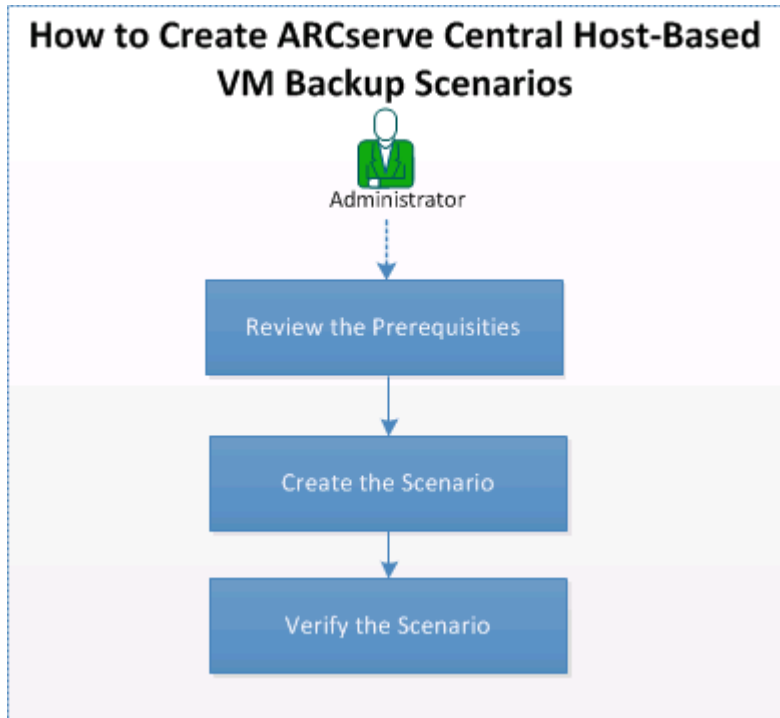 How to Create ARCserve Central Host-Based
VM Backup Scenarios
Administrator
Review the Prerequisities
Create the Scenario
Verify the Scenario